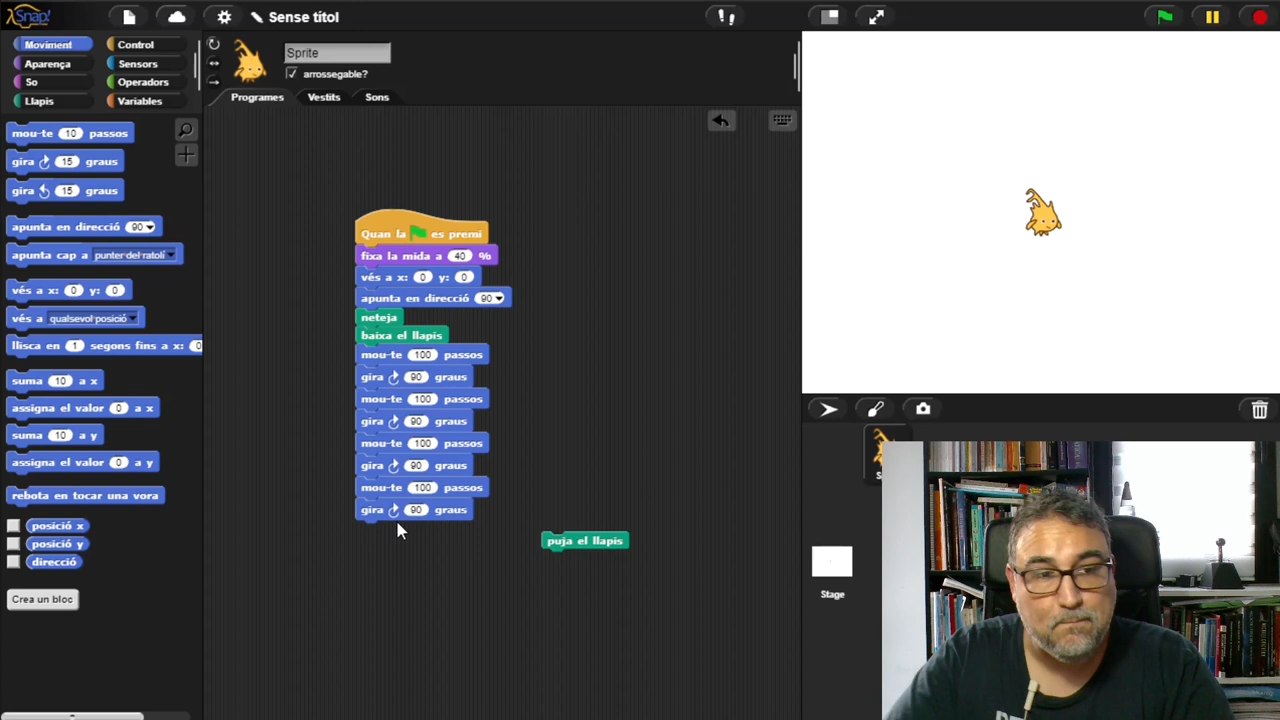 Snap!
Sense títol
Moviment
Control
Aparença
Sensors
So
Operadors
Llapis
Variables
Sprite
arrossegable?
Programes
Vestits
Sons
mou-te 10 passos
gira 15 graus
gira 15 graus
apunta en direcció 90
apunta cap a punter del ratolí
vés a x: 0 y: 0
vés a qualsevol posició
llisca en 1 segons fins a x: 0
suma 10 a x
assigna el valor 0 a x
suma 10 a y
assigna el valor 0 a y
rebota en tocar una vora
posició x
posició y
direcció
Crea un bloc
Quan la es premi
fixa la mida a 40 %
vés a x: 0 y: 0
apunta en direcció 90
neteja
baixa el llapis
mou-te 100 passos
gira 90 graus
mou-te 100 passos
gira 90 graus
mou-te 100 passos
gira 90 graus
mou-te 100 passos
gira 90 graus
puja el llapis
Stage